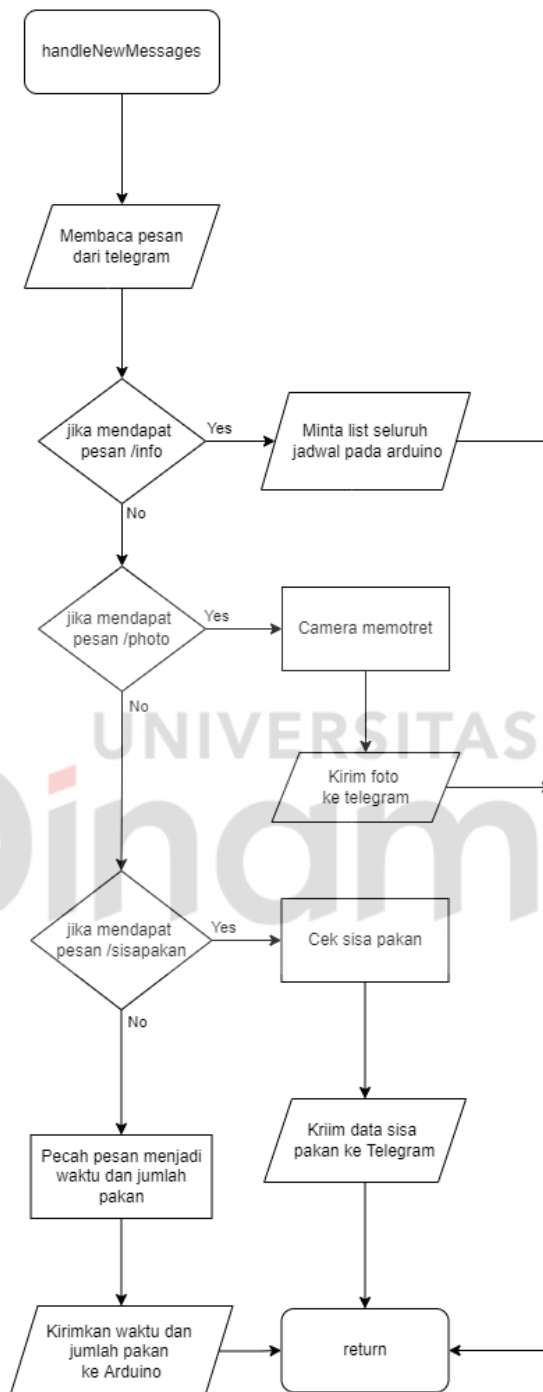 handleNewMessages
Membaca pesan
dari telegram
jika mendapat
pesan /info
Yes
Minta list seluruh
jadwal pada arduino
No
jika mendapat
pesan /photo
Yes
Camera memotret
No
UNIVERSITAS
Kirim foto
ke telegram
Dinam
jika mendapat
pesan /sisapakan
Yes
Cek sisa pakan
No
Pecah pesan menjadi
waktu dan jumlah
pakan
Kriim data sisa
pakan ke Telegram
Kirimkan waktu dan
jumlah pakan
ke Arduino
return